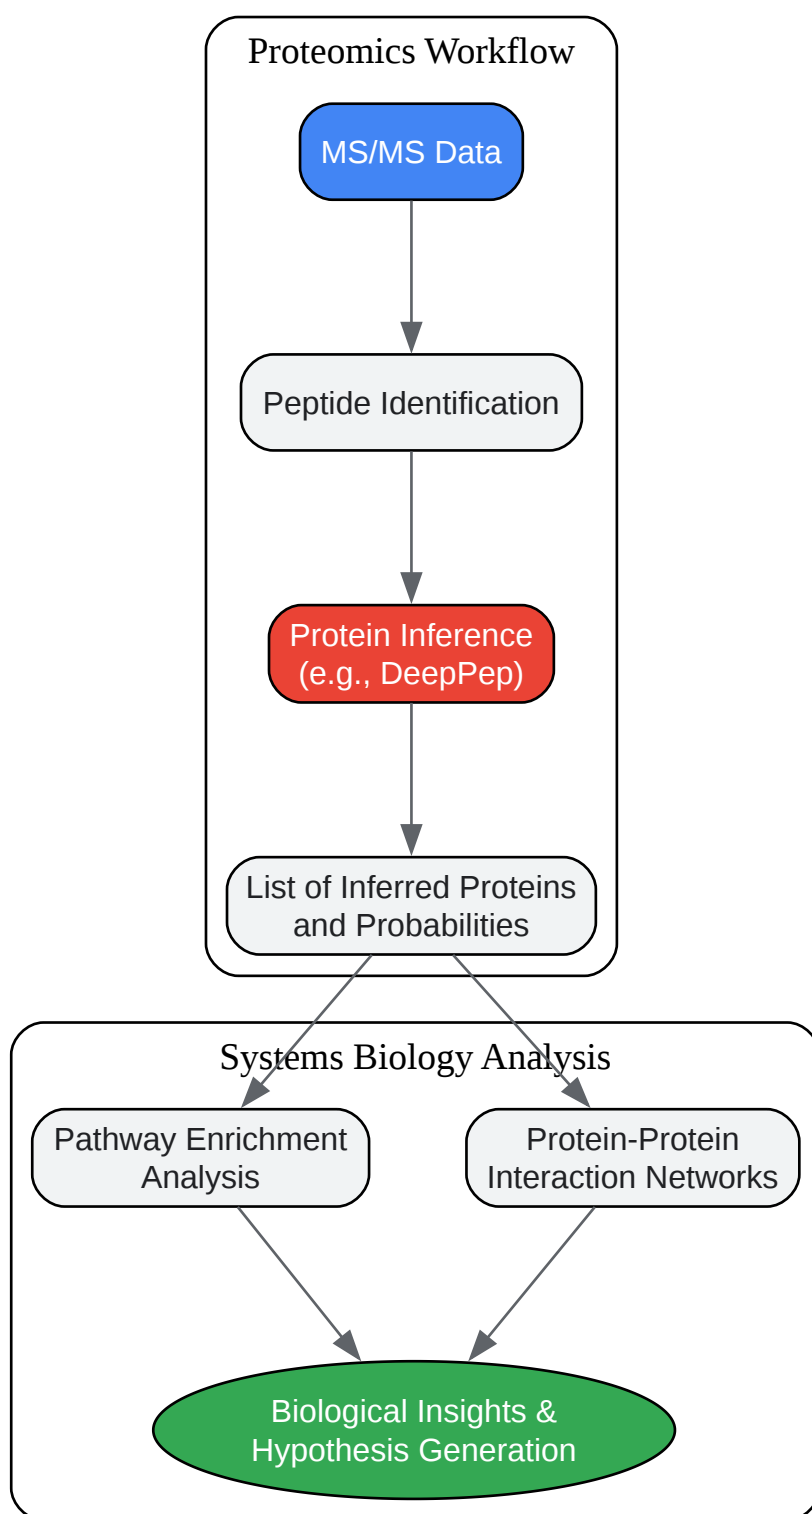 Proteomics Workflow
MS/MS Data
Peptide Identification
Protein Inference
(e.g., DeepPep)
List of Inferred Proteins
and Probabilities
Systems Biology Analysis
Pathway Enrichment
Analysis
Protein-Protein
Interaction Networks
Biological Insights &
Hypothesis Generation